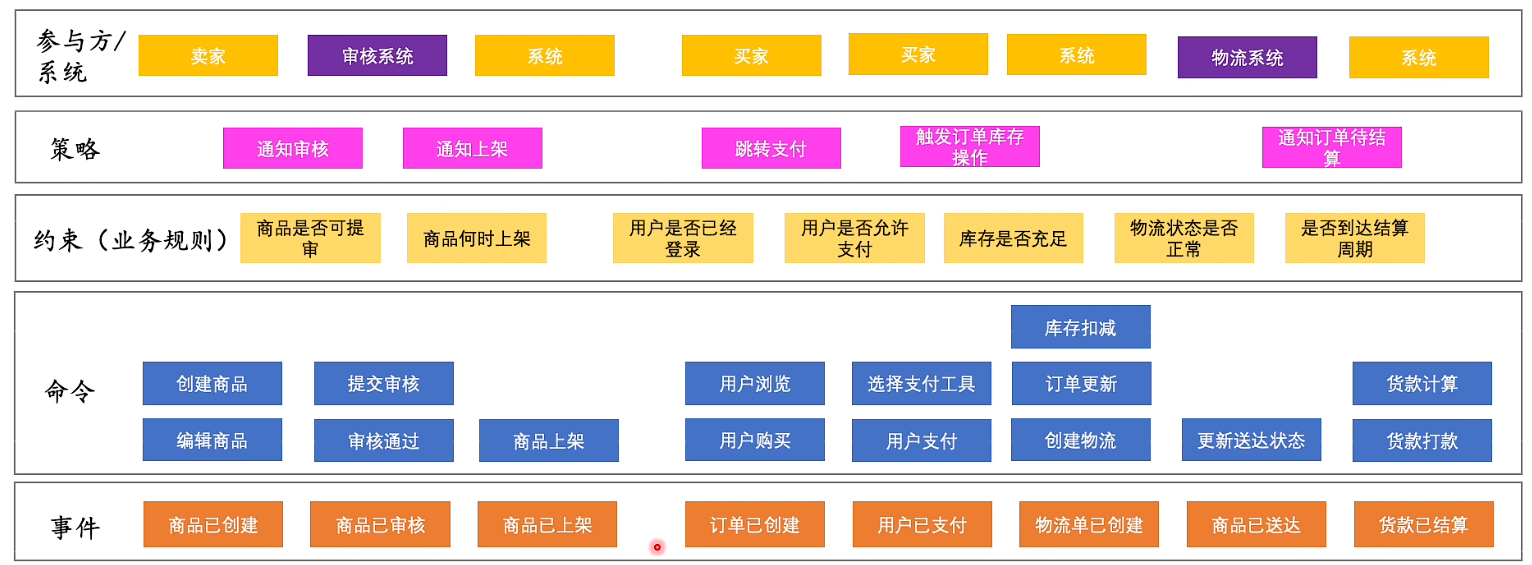 参与方/
系统
卖家
审核系统
系统
买家
买家
系统
物流系统
系统
策略
通知审核
通知上架
跳转支付
触发订单库存
操作
通知订单待结
算
约束（业务规则）
商品是否可提
审
商品何时上架
用户是否已经
登录
用户是否允许
支付
库存是否充足
物流状态是否
正常
是否到达结算
周期
命令
库存扣减
创建商品
提交审核
用户浏览
选择支付工具
订单更新
货款计算
编辑商品
审核通过
商品上架
用户购买
用户支付
创建物流
更新送达状态
货款打款
事件
商品已创建
商品已审核
商品已上架
订单已创建
用户已支付
物流单已创建
商品已送达
货款已结算